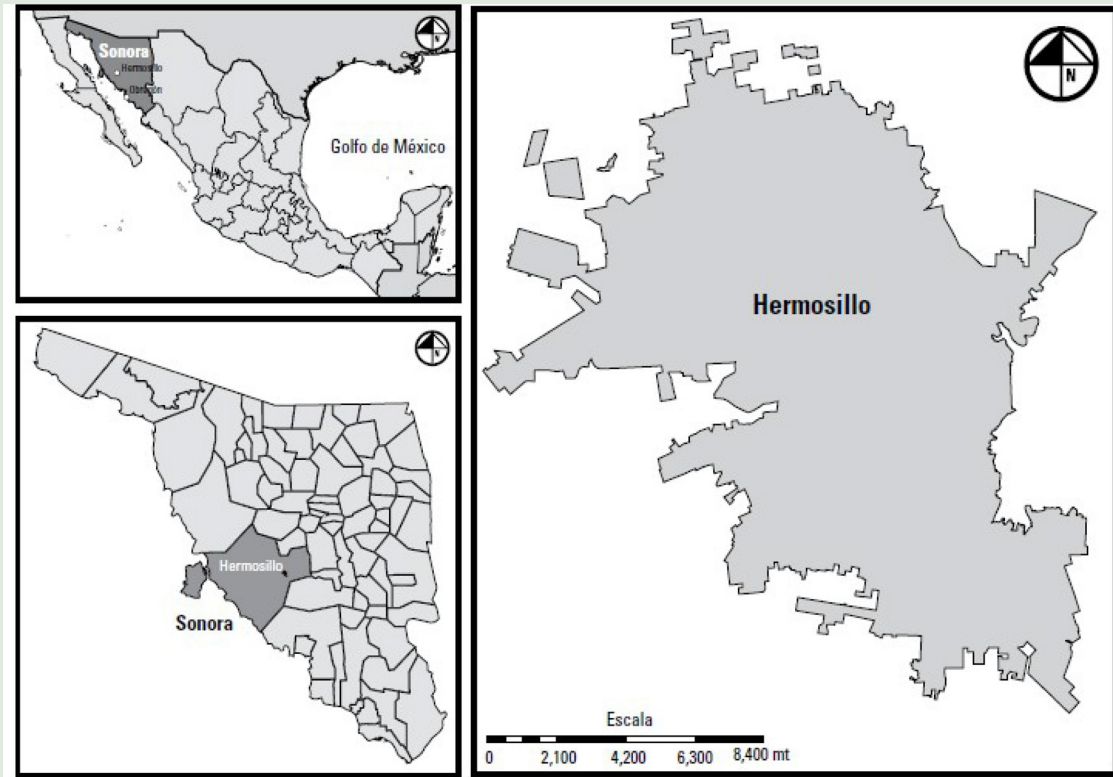 Sonora
Hermosillo
Obregón
N
Golfo de México
N
Hermosillo
Sonora
N
Hermosillo
Escala
0 2,100 4,200 6,300 8,400 mt